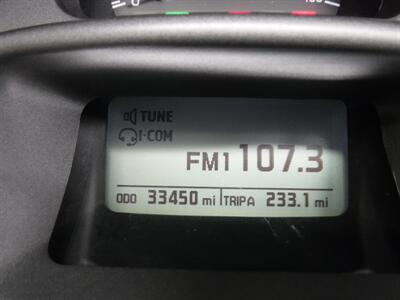 TUNE
I-COM
FM1 107.3
ODO 33450 mi TRIPA 233.1 mi